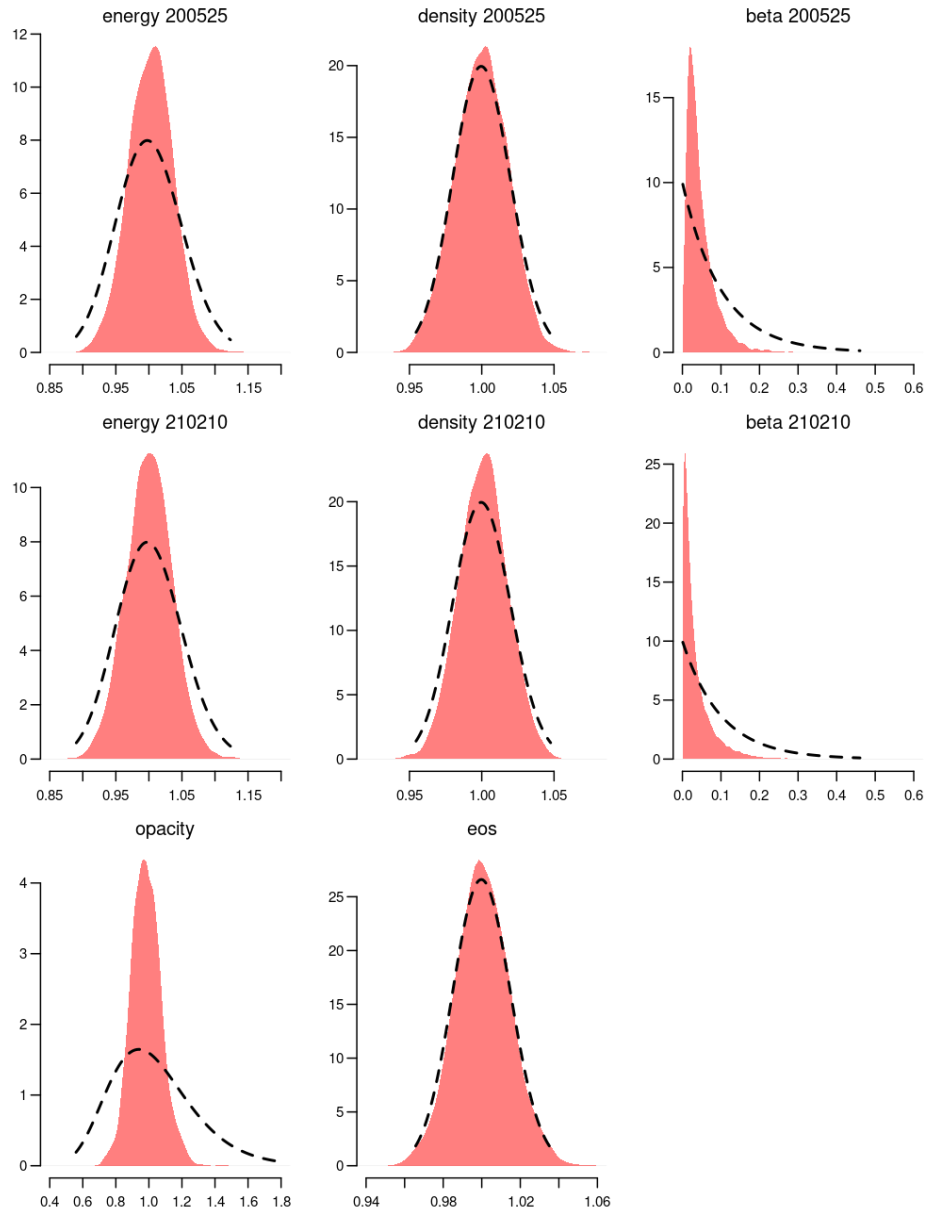 energy 200525
density 200525
beta 200525
12
10
8
6
4
2
0
0.85 0.95 1.05 1.15
20
15
10
5
0
0.95 1.00 1.05
15
10
5
0
0.0 0.1 0.2 0.3 0.4 0.5 0.6
energy 210210
density 210210
beta 210210
10
8
6
4
2
0
0.85 0.95 1.05 1.15
20
15
10
5
0
0.95 1.00 1.05
25
20
15
10
5
0
0.0 0.1 0.2 0.3 0.4 0.5 0.6
opacity
eos
4
3
2
1
0
0.4 0.6 0.8 1.0 1.2 1.4 1.6 1.8
25
20
15
10
5
0
0.94 0.98 1.02 1.06